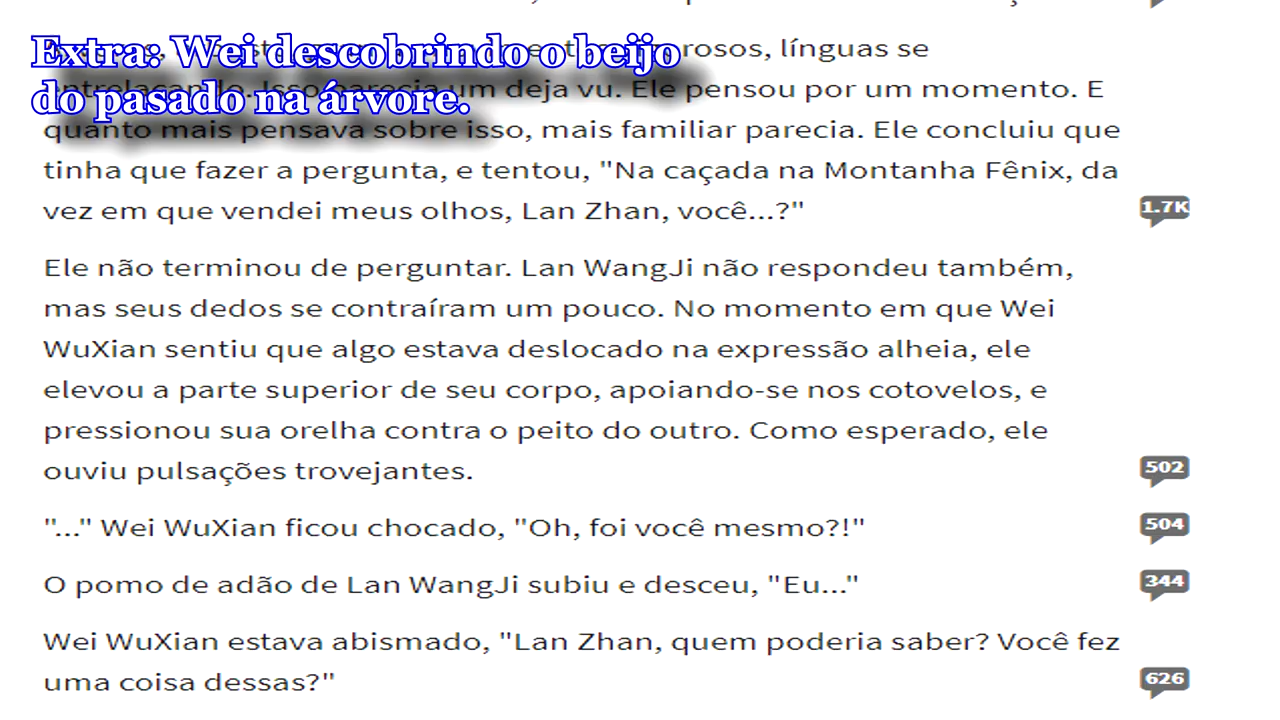 Extra: Wei descobrindo o beijo
do pasado na árvore.
rosos, línguas se
um deja vu. Ele pensou por um momento. E
quanto mais pensava sobre isso, mais familiar parecia. Ele concluiu que
tinha que fazer a pergunta, e tentou, "Na caçada na Montanha Fênix, da
vez em que vendei meus olhos, Lan Zhan, você...?"
1.7K
Ele não terminou de perguntar. Lan WangJi não respondeu também,
mas seus dedos se contraíram um pouco. No momento em que Wei
WuXian sentiu que algo estava deslocado na expressão alheia, ele
elevou a parte superior de seu corpo, apoiando-se nos cotovelos, e
pressionou sua orelha contra o peito do outro. Como esperado, ele
ouviu pulsações trovejantes.
502
"..." Wei WuXian ficou chocado, "Oh, foi você mesmo?!"
504
O pomo de adão de Lan WangJi subiu e desceu, "Eu..."
344
Wei WuXian estava abismado, "Lan Zhan, quem poderia saber? Você fez
uma coisa dessas?"
626